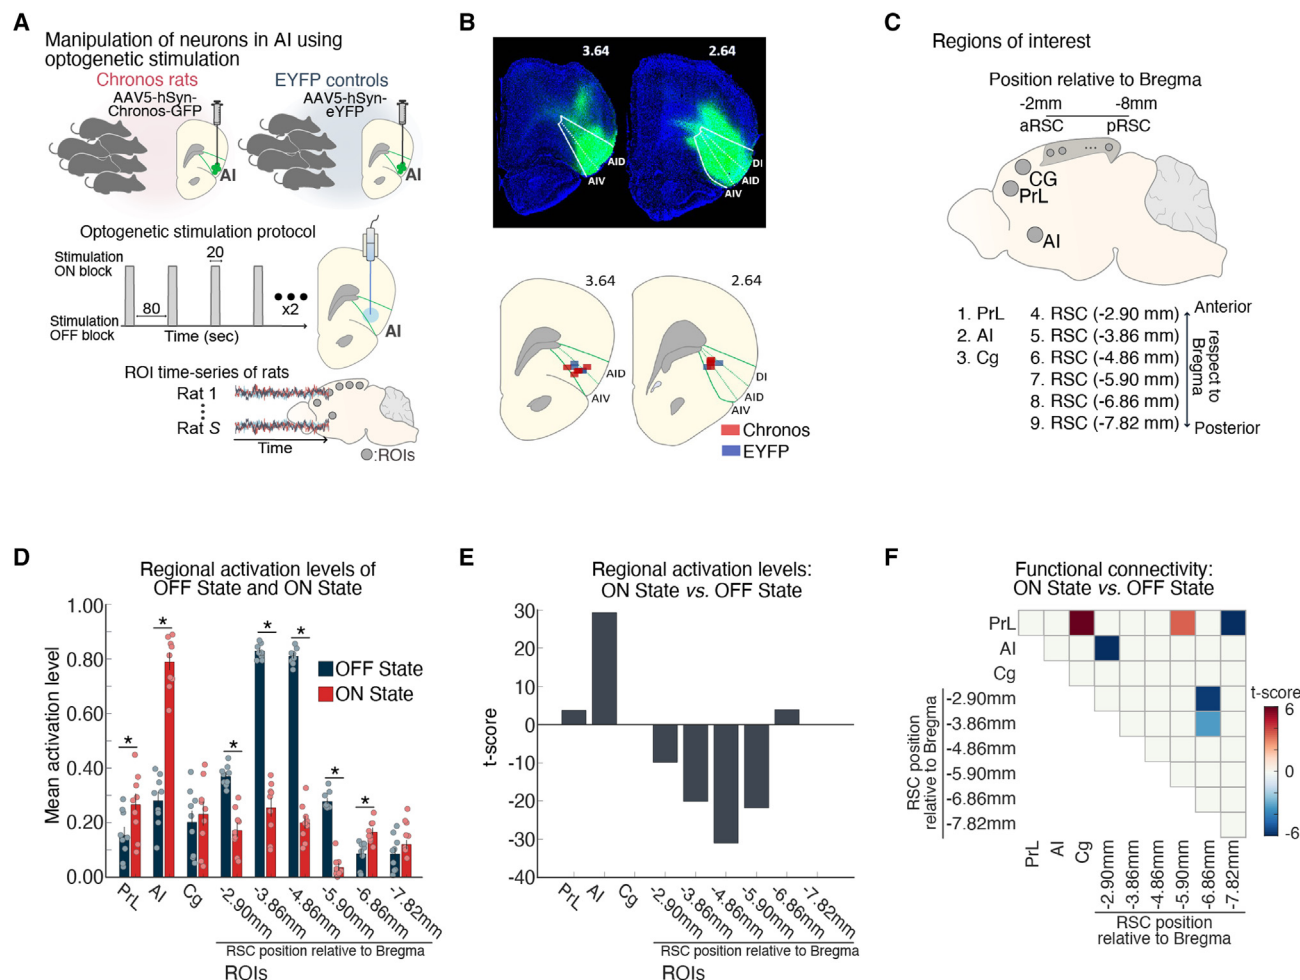 A
Manipulation of neurons in AI using
optogenetic stimulation
Chronos rats
EYFP controls
AAV5-hSyn-
Chronos-GFP
AAV5-hSyn-
eYFP
AI
AI
Optogenetic stimulation protocol
Stimulation
ON block
20
80
x2
Stimulation
OFF block
Time (sec)
AI
ROI time-series of rats
Rat 1
Rat S
Time
:ROIs
B
3.64
2.64
AID
AIV
DI
AID
AIV
3.64
2.64
AID
AIV
DI
AID
AIV
Chronos
EYFP
C
Regions of interest
Position relative to Bregma
-2mm
-8mm
aRSC
pRSC
CG
PrL
AI
1. PrL
2. AI
3. Cg
4. RSC (-2.90 mm)
5. RSC (-3.86 mm)
6. RSC (-4.86 mm)
7. RSC (-5.90 mm)
8. RSC (-6.86 mm)
9. RSC (-7.82 mm)
Anterior
respect to
Bregma
Posterior
D
Regional activation levels of
OFF State and ON State
Mean activation level
1.00
0.80
0.60
0.40
0.20
0.00
*
*
*
*
*
*
*
OFF State
ON State
PrL
AI
Cg
-2.90mm
-3.86mm
-4.86mm
-5.90mm
-6.86mm
-7.82mm
RSC position relative to Bregma
ROIs
E
Regional activation levels:
ON State vs. OFF State
t-score
30
20
10
0
-10
-20
-30
-40
PrL
AI
Cg
-2.90mm
-3.86mm
-4.86mm
-5.90mm
-6.86mm
-7.82mm
RSC position relative to Bregma
ROIs
F
Functional connectivity:
ON State vs. OFF State
PrL
AI
Cg
-2.90mm
-3.86mm
-4.86mm
-5.90mm
-6.86mm
-7.82mm
RSC position
relative to Bregma
PrL
AI
Cg
-2.90mm
-3.86mm
-4.86mm
-5.90mm
-6.86mm
-7.82mm
RSC position
relative to Bregma
t-score
6
0
-6